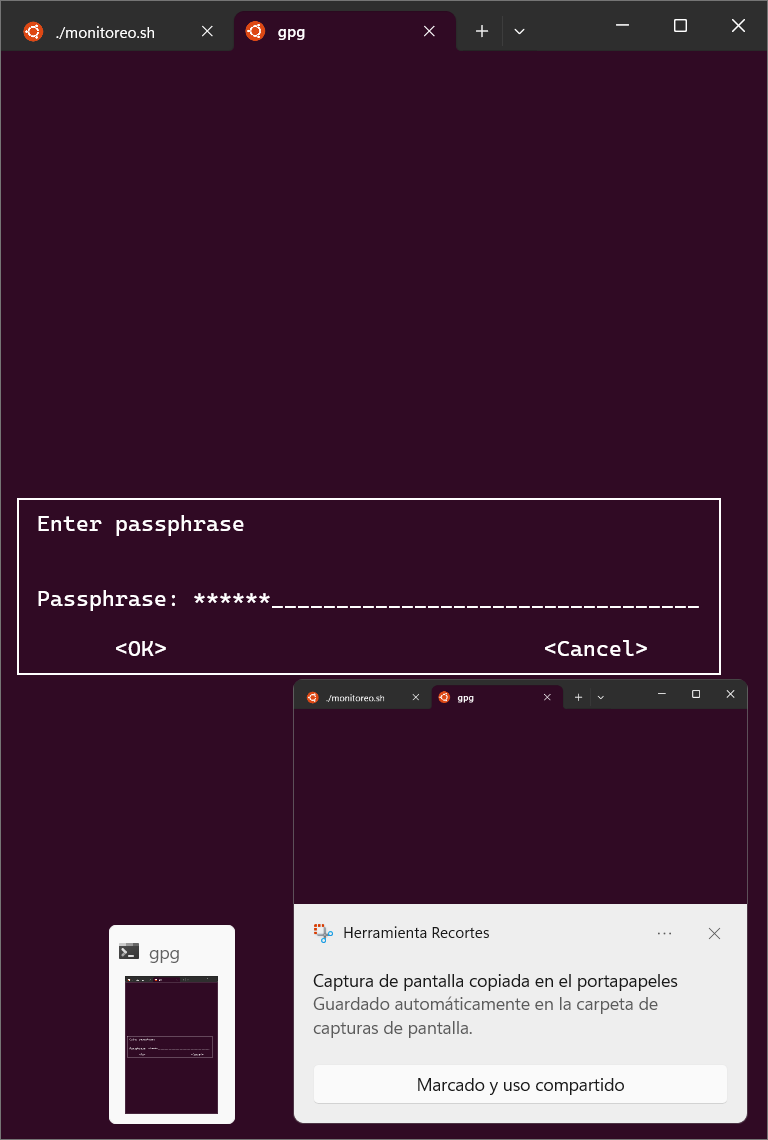 ./monitoreo.sh
gpg
Enter passphrase
Passphrase: ******_________________________________
<OK> <Cancel>
./monitoreo.sh
gpg
Herramienta Recortes
Captura de pantalla copiada en el portapapeles
Guardado automáticamente en la carpeta de
capturas de pantalla.
Marcado y uso compartido
gpg